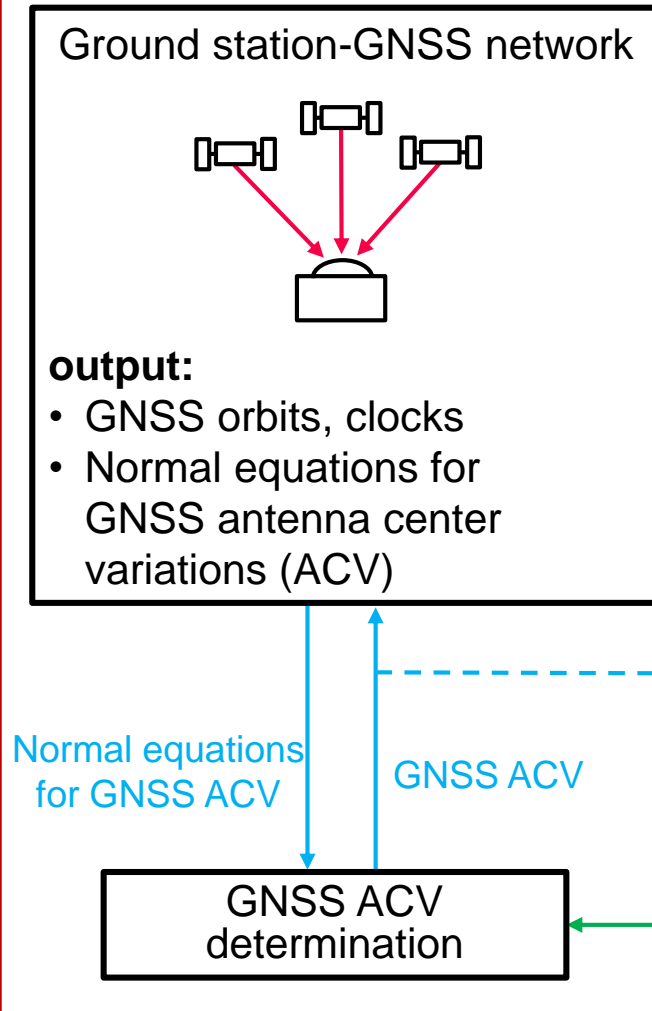 Ground station-GNSS network
output:
• GNSS orbits, clocks
• Normal equations for
GNSS antenna center
variations (ACV)
Normal equations
for GNSS ACV
GNSS ACV
GNSS ACV
determination